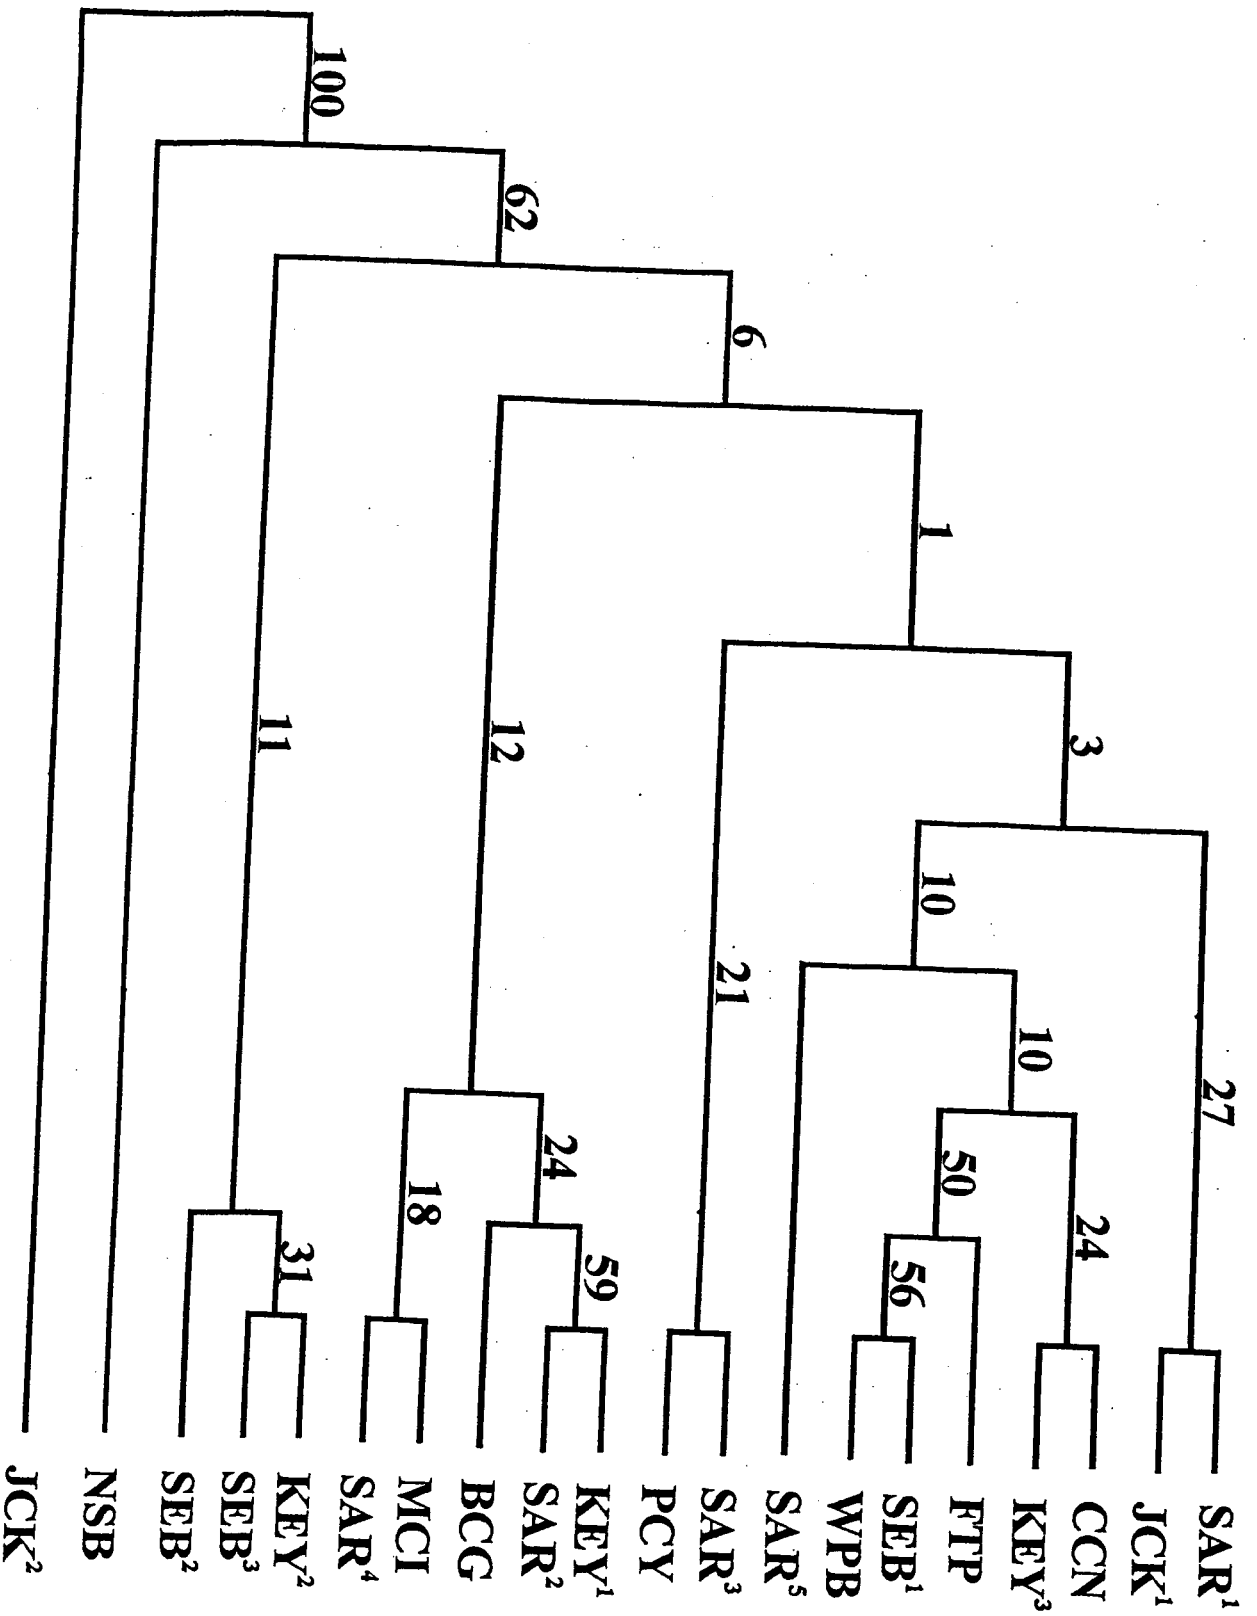 SAR¹
JCK¹
CCN
KEY³
FTP
SEB¹
WPB
SAR⁵
SAR³
PCY
KEY¹
SAR²
BCG
MCI
SAR⁴
KEY²
SEB³
SEB²
NSB
JCK²
100
62
6
1
3
27
10
10
24
50
56
21
12
24
59
18
11
31